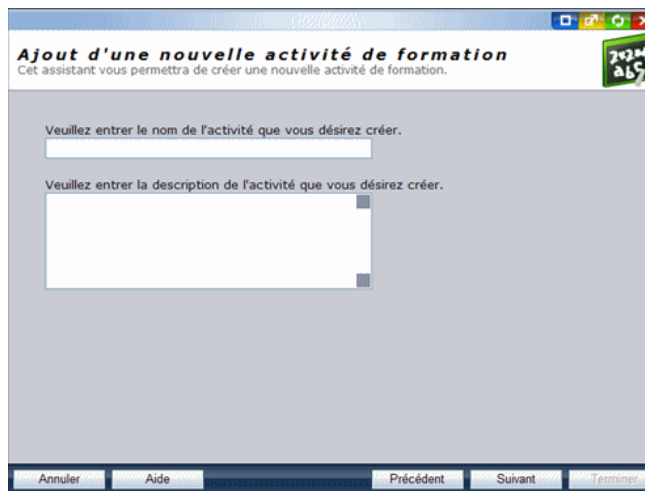 Ajout d'une nouvelle activité de formation
Cet assistant vous permettra de créer une nouvelle activité de formation.
Veuillez entrer le nom de l'activité que vous désirez créer.
Veuillez entrer la description de l'activité que vous désirez créer.
Annuler Aide Précédent Suivant Terminer